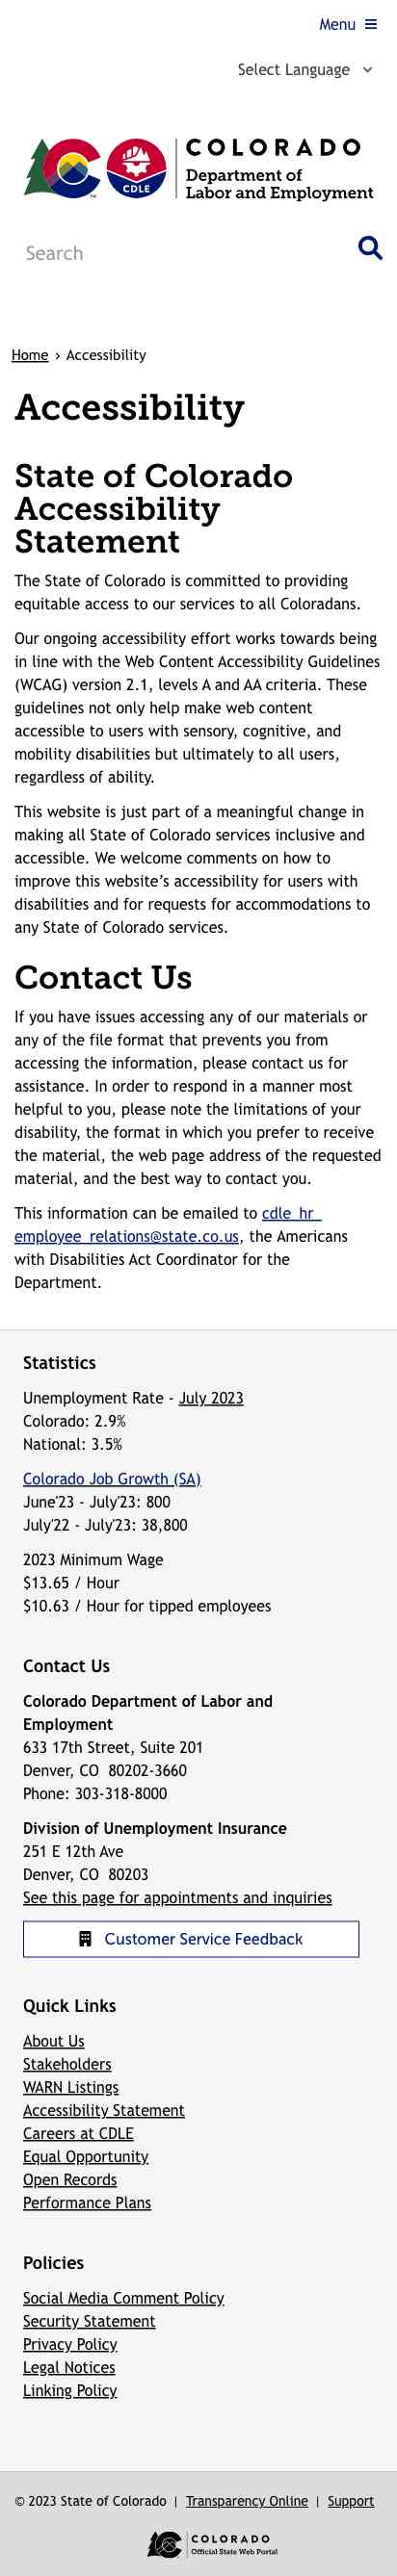 Menu
Select Language
CDLE
COLORADO
Department of
Labor and Employment
TM
Search
Home › Accessibility
Accessibility
State of Colorado
Accessibility
Statement
The State of Colorado is committed to providing
equitable access to our services to all Coloradans.
Our ongoing accessibility effort works towards being
in line with the Web Content Accessibility Guidelines
(WCAG) version 2.1, levels A and AA criteria. These
guidelines not only help make web content
accessible to users with sensory, cognitive, and
mobility disabilities but ultimately to all users,
regardless of ability.
This website is just part of a meaningful change in
making all State of Colorado services inclusive and
accessible. We welcome comments on how to
improve this website’s accessibility for users with
disabilities and for requests for accommodations to
any State of Colorado services.
Contact Us
If you have issues accessing any of our materials or
any of the file format that prevents you from
accessing the information, please contact us for
assistance. In order to respond in a manner most
helpful to you, please note the limitations of your
disability, the format in which you prefer to receive
the material, the web page address of the requested
material, and the best way to contact you.
This information can be emailed to cdle_hr_
employee_relations@state.co.us, the Americans
with Disabilities Act Coordinator for the
Department.
Statistics
Unemployment Rate - July 2023
Colorado: 2.9%
National: 3.5%
Colorado Job Growth (SA)
June'23 - July'23: 800
July'22 - July'23: 38,800
2023 Minimum Wage
$13.65 / Hour
$10.63 / Hour for tipped employees
Contact Us
Colorado Department of Labor and
Employment
633 17th Street, Suite 201
Denver, CO 80202-3660
Phone: 303-318-8000
Division of Unemployment Insurance
251 E 12th Ave
Denver, CO 80203
See this page for appointments and inquiries
Customer Service Feedback
Quick Links
About Us
Stakeholders
WARN Listings
Accessibility Statement
Careers at CDLE
Equal Opportunity
Open Records
Performance Plans
Policies
Social Media Comment Policy
Security Statement
Privacy Policy
Legal Notices
Linking Policy
© 2023 State of Colorado | Transparency Online | Support
COLORADO
Official State Web Portal